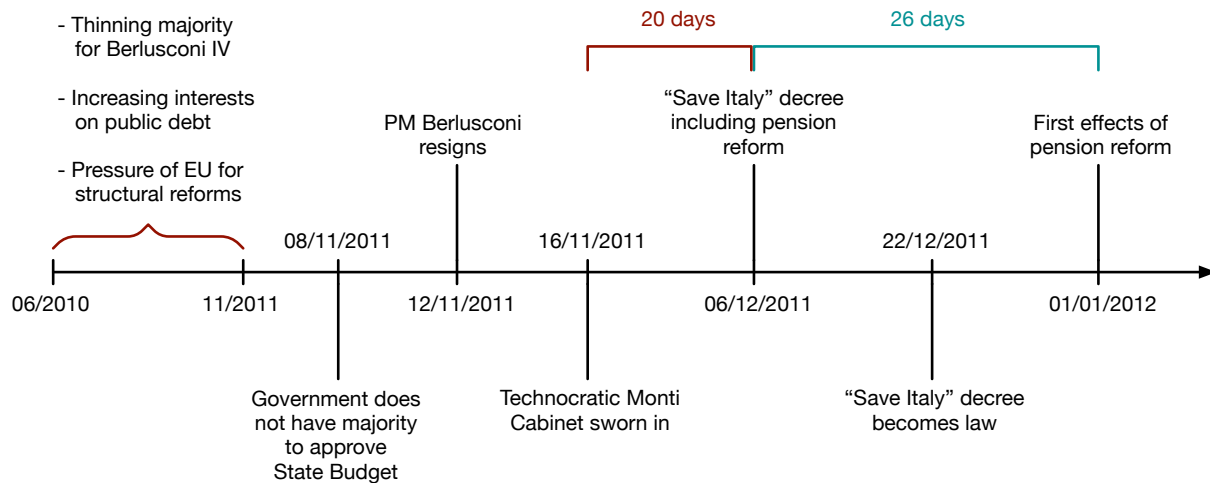 - Thinning majority
for Berlusconi IV
- Increasing interests
on public debt
- Pressure of EU for
structural reforms
20 days
26 days
PM Berlusconi
resigns
“Save Italy” decree
including pension
reform
First effects of
pension reform
08/11/2011
16/11/2011
22/12/2011
06/2010
11/2011
12/11/2011
06/12/2011
01/01/2012
Government does
not have majority
to approve
State Budget
Technocratic Monti
Cabinet sworn in
“Save Italy” decree
becomes law